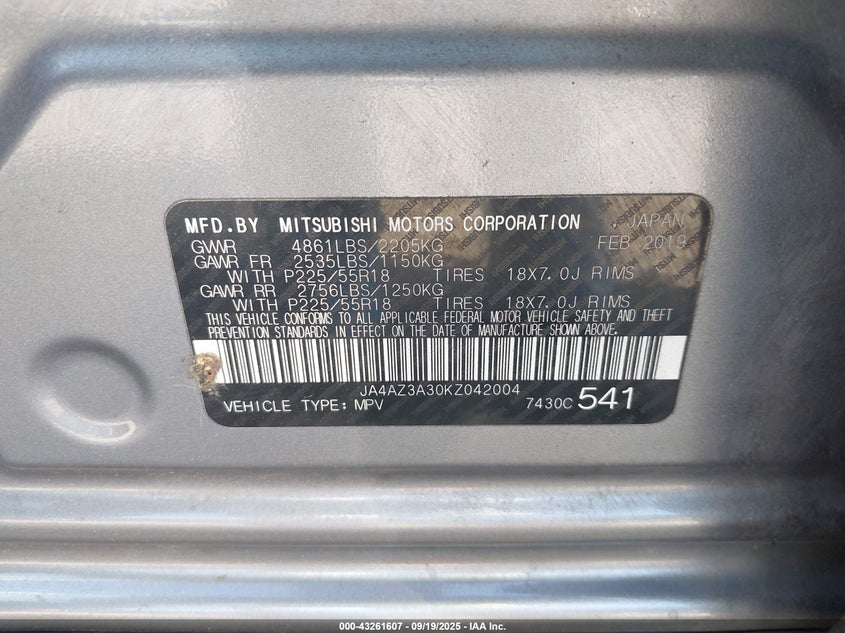 MFD.BY MITSUBISHI MOTORS CORPORATION JAPAN
GWR 4861LBS/2205KG FEB 2019
GAWR FR 2535LBS/1150KG
WITH P225/55R18 TIRES 18X7.0J RIMS
GAWR RR 2756LBS/1250KG
WITH P225/55R18 TIRES 18X7.0J RIMS
THIS VEHICLE CONFORMS TO ALL APPLICABLE FEDERAL MOTOR VEHICLE SAFETY AND THEFT
PREVENTION STANDARDS IN EFFECT ON THE DATE OF MANUFACTURE SHOWN ABOVE.
JA4AZ3A30KZ042004
VEHICLE TYPE: MPV 7430C 541
000-43261607 - 09/19/2025 - IAA Inc.